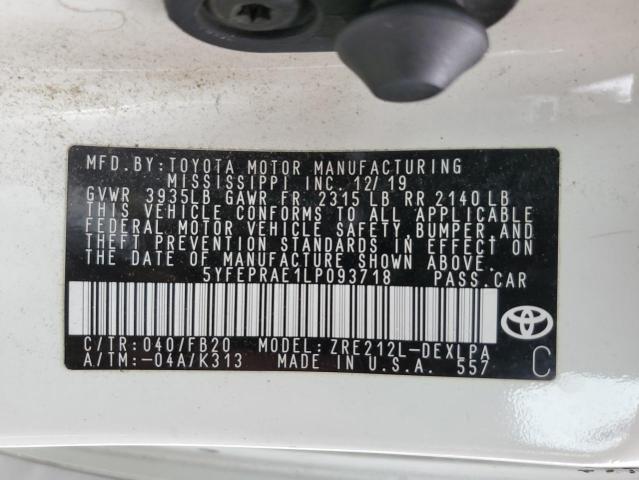 MFD.BY:TOYOTA MOTOR MANUFACTURING
MISSISSIPPI INC. 12/19
GVWR 3935LB GAWR FR 2315 LB RR 2140 LB
THIS VEHICLE CONFORMS TO ALL APPLICABLE
FEDERAL MOTOR VEHICLE SAFETY, BUMPER, AND
THEFT PREVENTION STANDARDS IN EFFECT ON
THE DATE OF MANUFACTURE SHOWN ABOVE.
5YFEPRAE1LP093718 PASS.CAR
C/TR:040/FB20 MODEL:ZRE212L-DEXLPA
A/TM:-04A/K313 MADE IN U.S.A. 557
C